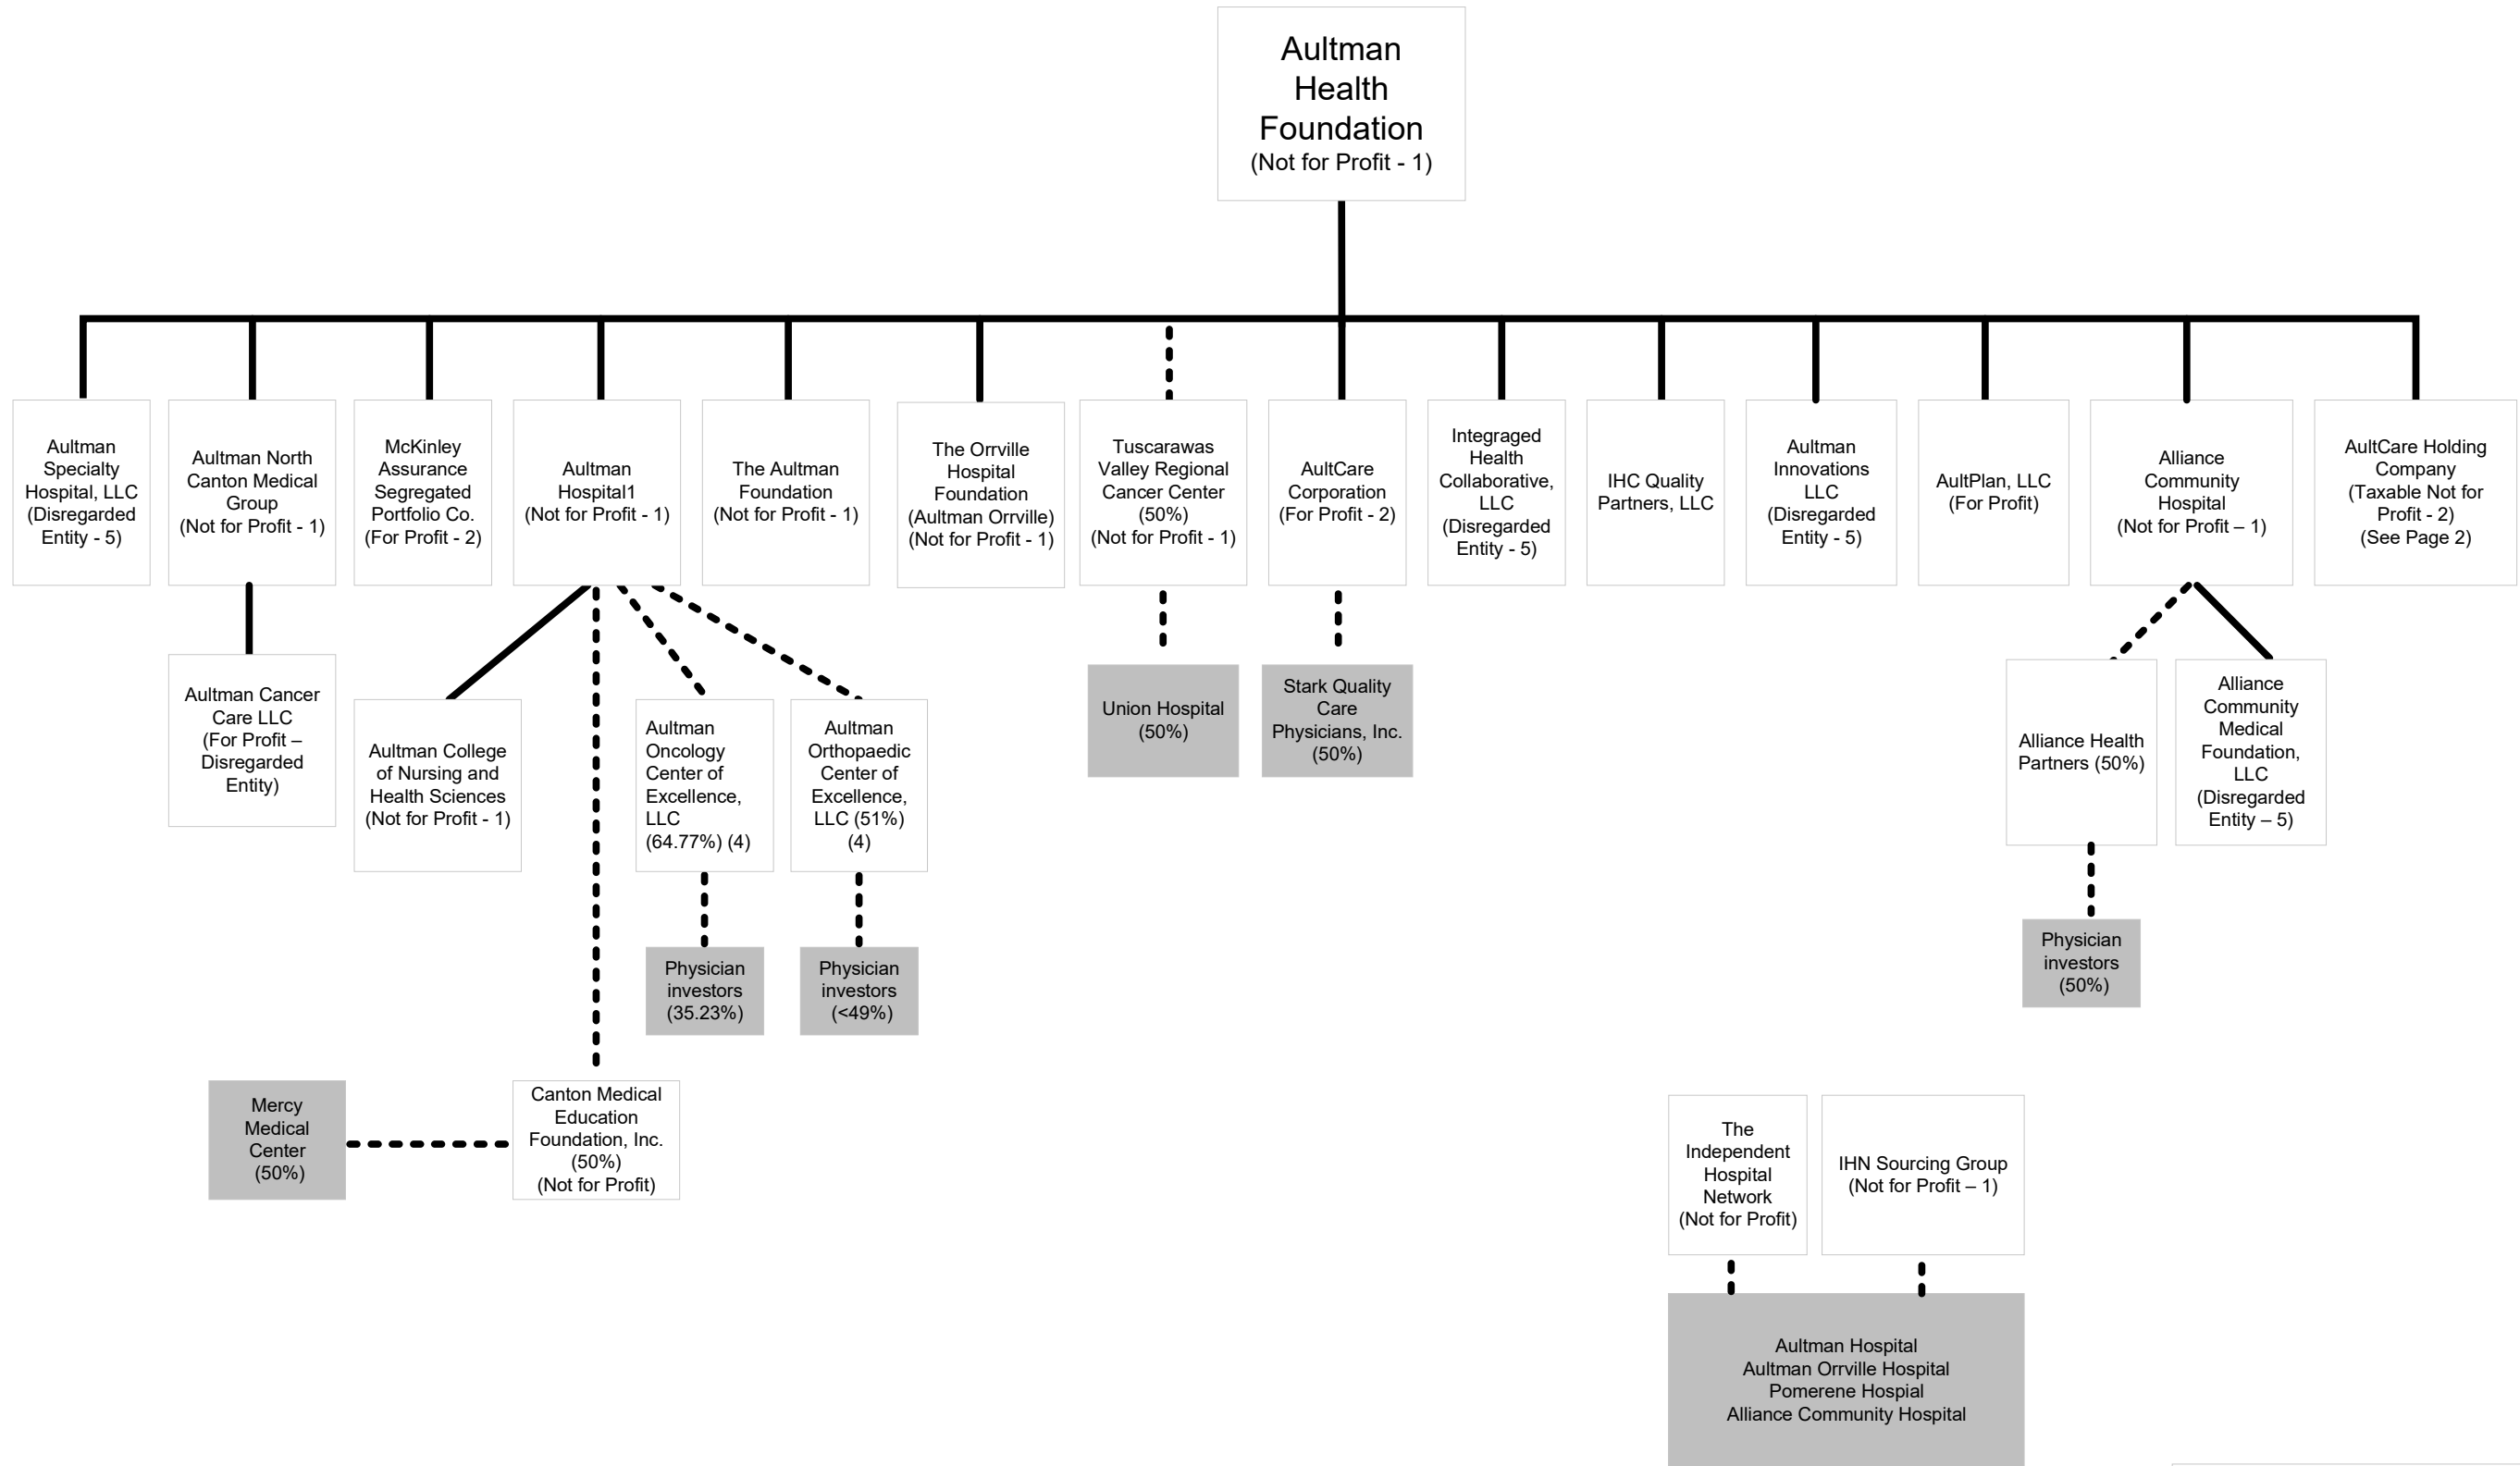 Aultman
Health
Foundation
(Not for Profit - 1)
Aultman
Specialty
Hospital, LLC
(Disregarded
Entity - 5)
Aultman North
Canton Medical
Group
(Not for Profit - 1)
McKinley
Assurance
Segregated
Portfolio Co.
(For Profit - 2)
Aultman
Hospital1
(Not for Profit - 1)
The Aultman
Foundation
(Not for Profit - 1)
The Orrville
Hospital
Foundation
(Aultman Orrville)
(Not for Profit - 1)
Tuscarawas
Valley Regional
Cancer Center
(50%)
(Not for Profit - 1)
AultCare
Corporation
(For Profit - 2)
Integraged
Health
Collaborative,
LLC
(Disregarded
Entity - 5)
IHC Quality
Partners, LLC
Aultman
Innovations
LLC
(Disregarded
Entity - 5)
AultPlan, LLC
(For Profit)
Alliance
Community
Hospital
(Not for Profit – 1)
AultCare Holding
Company
(Taxable Not for
Profit - 2)
(See Page 2)
Aultman Cancer
Care LLC
(For Profit –
Disregarded
Entity)
Aultman College
of Nursing and
Health Sciences
(Not for Profit - 1)
Aultman
Oncology
Center of
Excellence,
LLC
(64.77%) (4)
Aultman
Orthopaedic
Center of
Excellence,
LLC (51%)
(4)
Union Hospital
(50%)
Stark Quality
Care
Physicians, Inc.
(50%)
Alliance Health
Partners (50%)
Alliance
Community
Medical
Foundation,
LLC
(Disregarded
Entity – 5)
Physician
investors
(35.23%)
Physician
investors
(<49%)
Physician
investors
(50%)
Mercy
Medical
Center
(50%)
Canton Medical
Education
Foundation, Inc.
(50%)
(Not for Profit)
The
Independent
Hospital
Network
(Not for Profit)
IHN Sourcing Group
(Not for Profit – 1)
Aultman Hospital
Aultman Orrville Hospital
Pomerene Hospial
Alliance Community Hospital